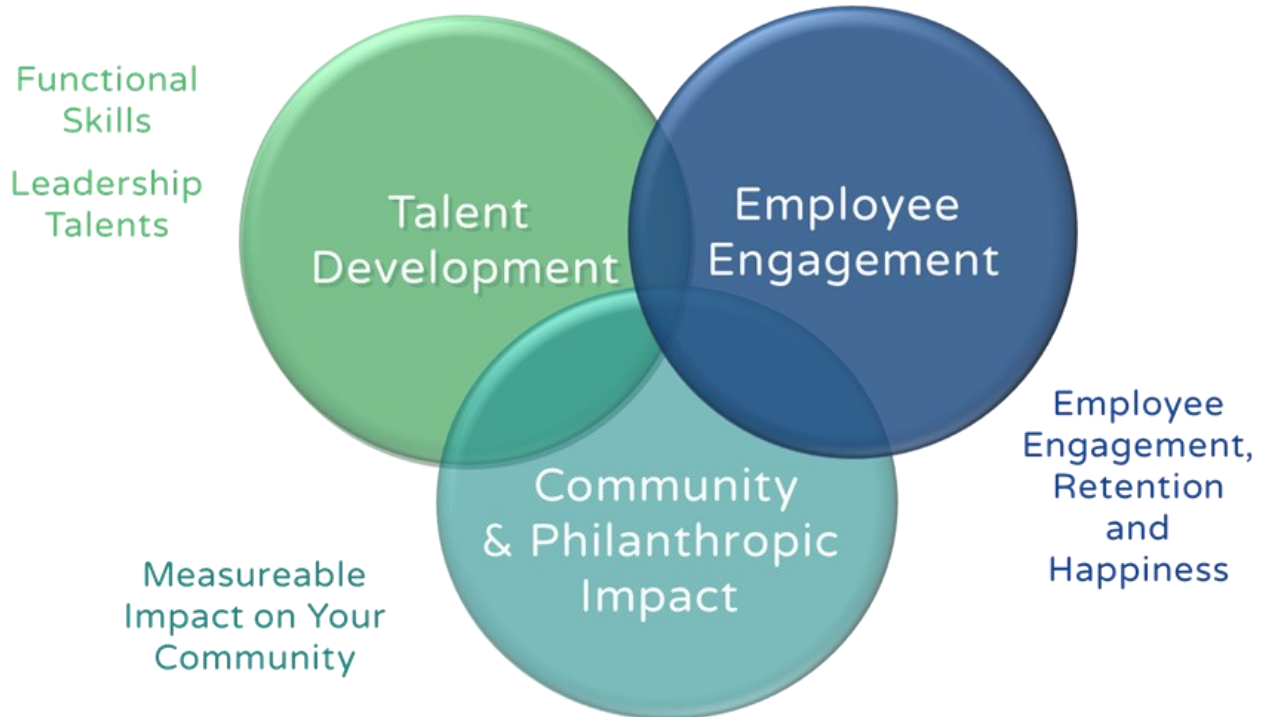 Functional
Skills
Leadership
Talents
Talent
Development
Employee
Engagement
Community
& Philanthropic
Impact
Employee
Engagement,
Retention
and
Happiness
Measureable
Impact on Your
Community